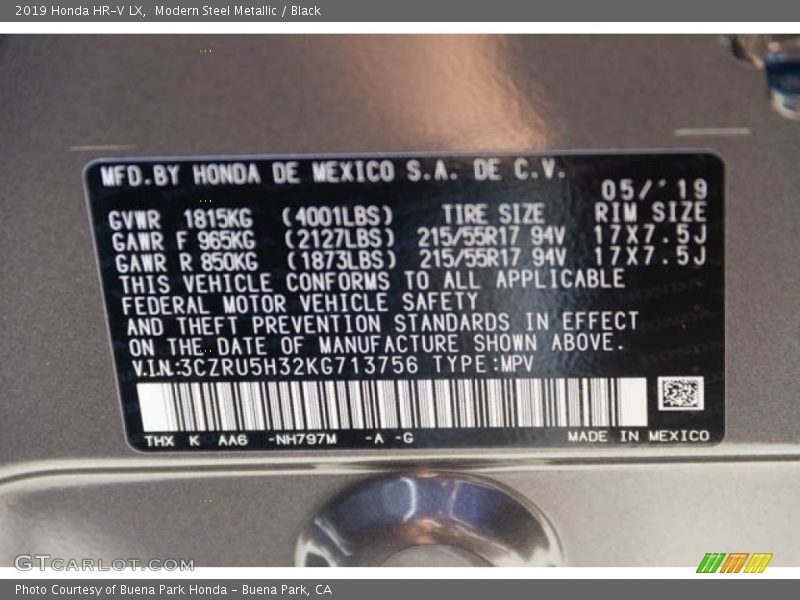 2019 Honda HR-V LX,  Modern Steel Metallic / Black
MFD.BY HONDA DE MEXICO S.A. DE C.V.
05/'19
GVWR 1815KG (4001LBS) TIRE SIZE RIM SIZE
GAWR F 965KG (2127LBS) 215/55R17 94V 17X7.5J
GAWR R 850KG (1873LBS) 215/55R17 94V 17X7.5J
THIS VEHICLE CONFORMS TO ALL APPLICABLE
FEDERAL MOTOR VEHICLE SAFETY
AND THEFT PREVENTION STANDARDS IN EFFECT
ON THE DATE OF MANUFACTURE SHOWN ABOVE.
V.I.N.:3CZRU5H32KG713756 TYPE:MPV
THX K AA6 -NH797M -A -G MADE IN MEXICO
GTCARLOT.COM
Photo Courtesy of Buena Park Honda - Buena Park, CA